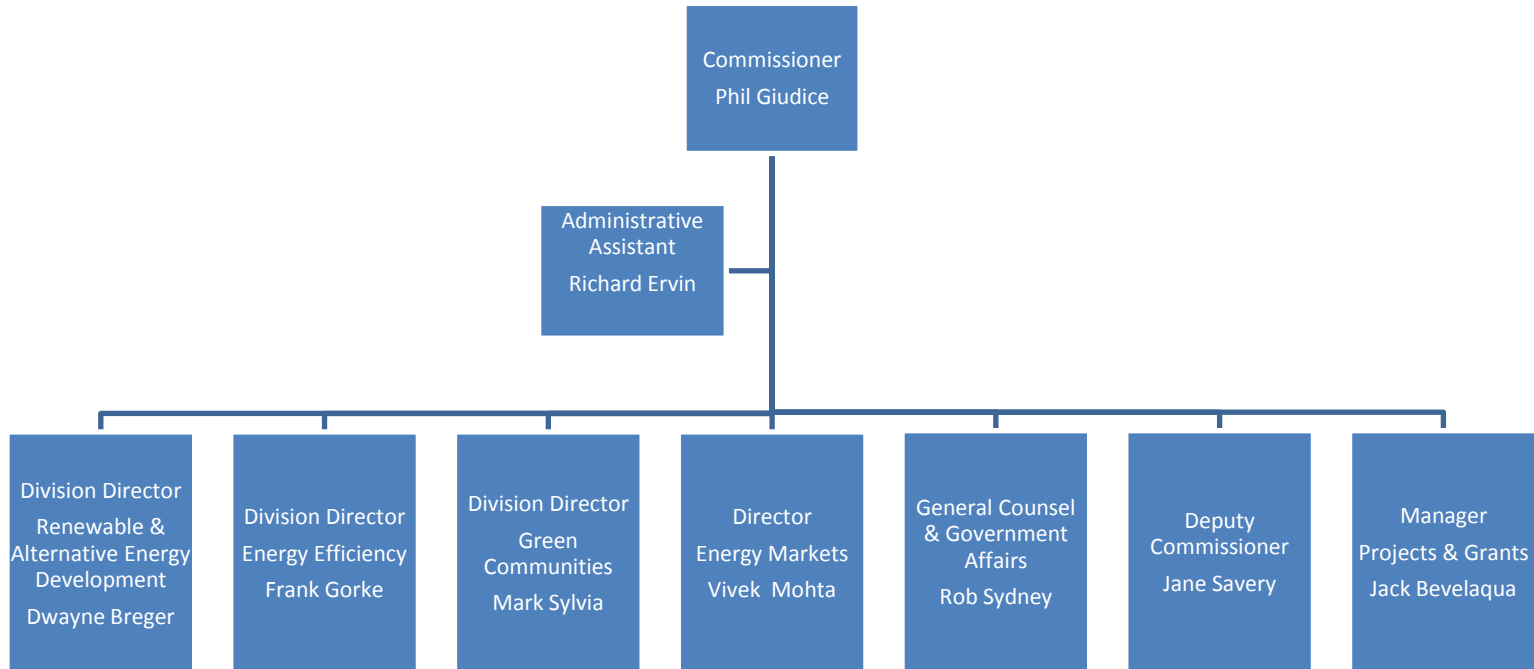 Commissioner
Phil Giudice
Administrative
Assistant
Richard Ervin
Division Director
Renewable &
Alternative Energy
Development
Dwayne Breger
Division Director
Energy Efficiency
Frank Gorke
Division Director
Green
Communities
Mark Sylvia
Director
Energy Markets
Vivek Mohta
General Counsel
& Government
Affairs
Rob Sydney
Deputy
Commissioner
Jane Savery
Manager
Projects & Grants
Jack Bevelaqua